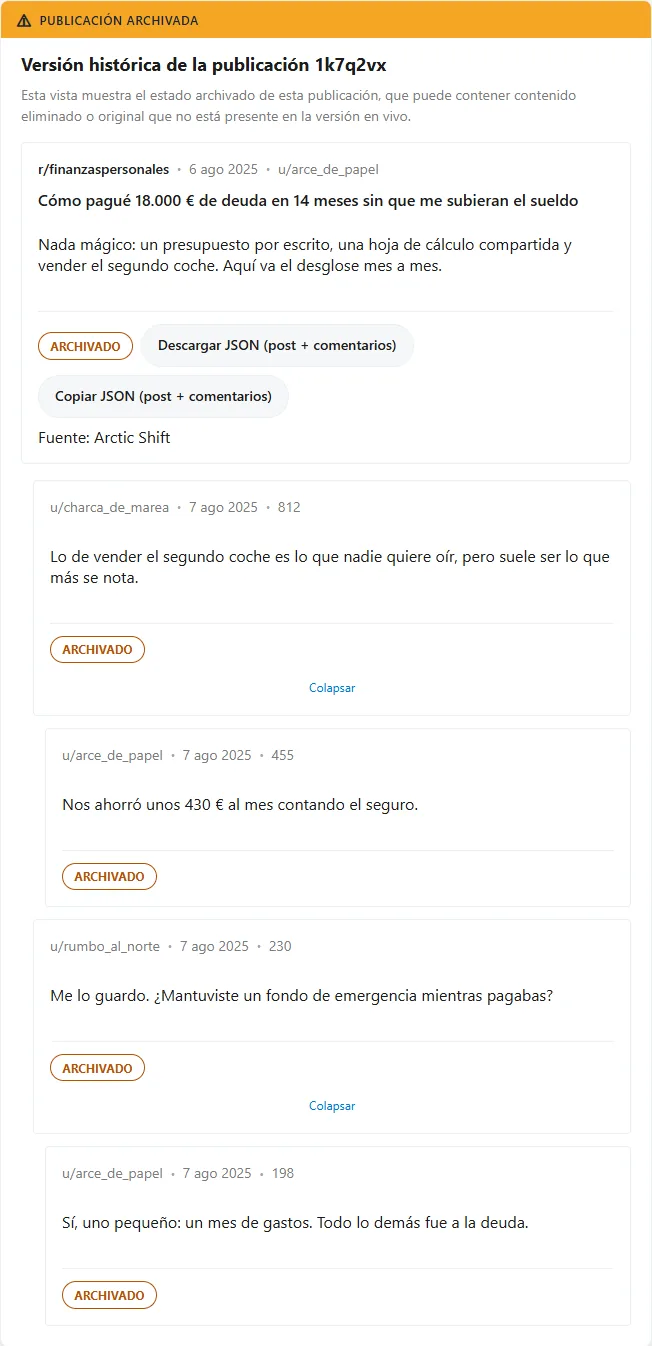 PUBLICACIÓN ARCHIVADA
Versión histórica de la publicación 1k7q2vx
Esta vista muestra el estado archivado de esta publicación, que puede contener contenido
eliminado o original que no está presente en la versión en vivo.
r/finanzaspersonales • 6 ago 2025 • u/arce_de_papel
Cómo pagué 18.000 € de deuda en 14 meses sin que me subieran el sueldo
Nada mágico: un presupuesto por escrito, una hoja de cálculo compartida y
vender el segundo coche. Aquí va el desglose mes a mes.
ARCHIVADO
Descargar JSON (post + comentarios)
Copiar JSON (post + comentarios)
Fuente: Arctic Shift
u/charca_de_marea • 7 ago 2025 • 812
Lo de vender el segundo coche es lo que nadie quiere oír, pero suele ser lo que
más se nota.
ARCHIVADO
Colapsar
u/arce_de_papel • 7 ago 2025 • 455
Nos ahorró unos 430 € al mes contando el seguro.
ARCHIVADO
u/rumbo_al_norte • 7 ago 2025 • 230
Me lo guardo. ¿Mantuviste un fondo de emergencia mientras pagabas?
ARCHIVADO
Colapsar
u/arce_de_papel • 7 ago 2025 • 198
Sí, uno pequeño: un mes de gastos. Todo lo demás fue a la deuda.
ARCHIVADO